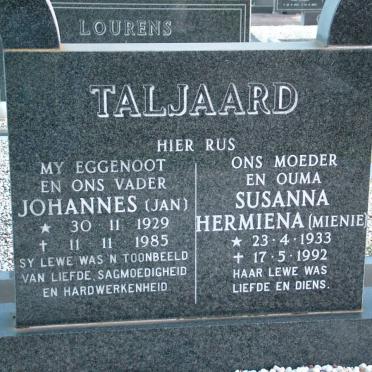 LOURENS
TALJAARD
HIER RUS
MY EGGENOOT
EN ONS VADER
JOHANNES (JAN)
★ 30 · 11 · 1929
✝ 11 · 11 · 1985
SY LEWE WAS 'N TOONBEELD
VAN LIEFDE, SAGMOEDIGHEID
EN HARDWERKENHEID
ONS MOEDER
EN OUMA
SUSANNA
HERMIENA (MIENIE)
★ 23 · 4 · 1933
✝ 17 · 5 · 1992
HAAR LEWE WAS
LIEFDE EN DIENS.